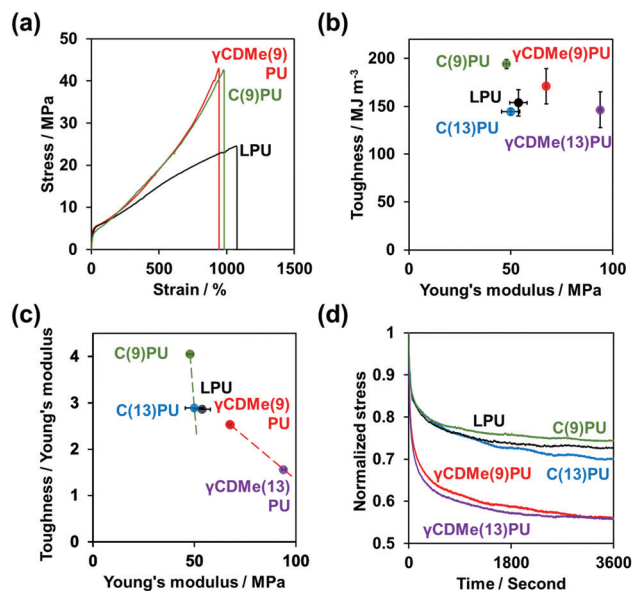 (a)
50
40
30
20
10
0
Stress / MPa
γCDMe(9)
PU
C(9)PU
LPU
0
500
1000
1500
Strain / %
(b)
200
150
100
50
0
Toughness / MJ m⁻³
C(9)PU
γCDMe(9)PU
LPU
C(13)PU
γCDMe(13)PU
0
50
100
Young's modulus / MPa
(c)
4
3
2
1
0
Toughness / Young's modulus
C(9)PU
LPU
C(13)PU
γCDMe(9)
PU
γCDMe(13)
PU
0
50
100
Young's modulus / MPa
(d)
1
0.9
0.8
0.7
0.6
0.5
Normalized stress
LPU
C(9)PU
C(13)PU
γCDMe(9)PU
γCDMe(13)PU
0
1800
3600
Time / Second